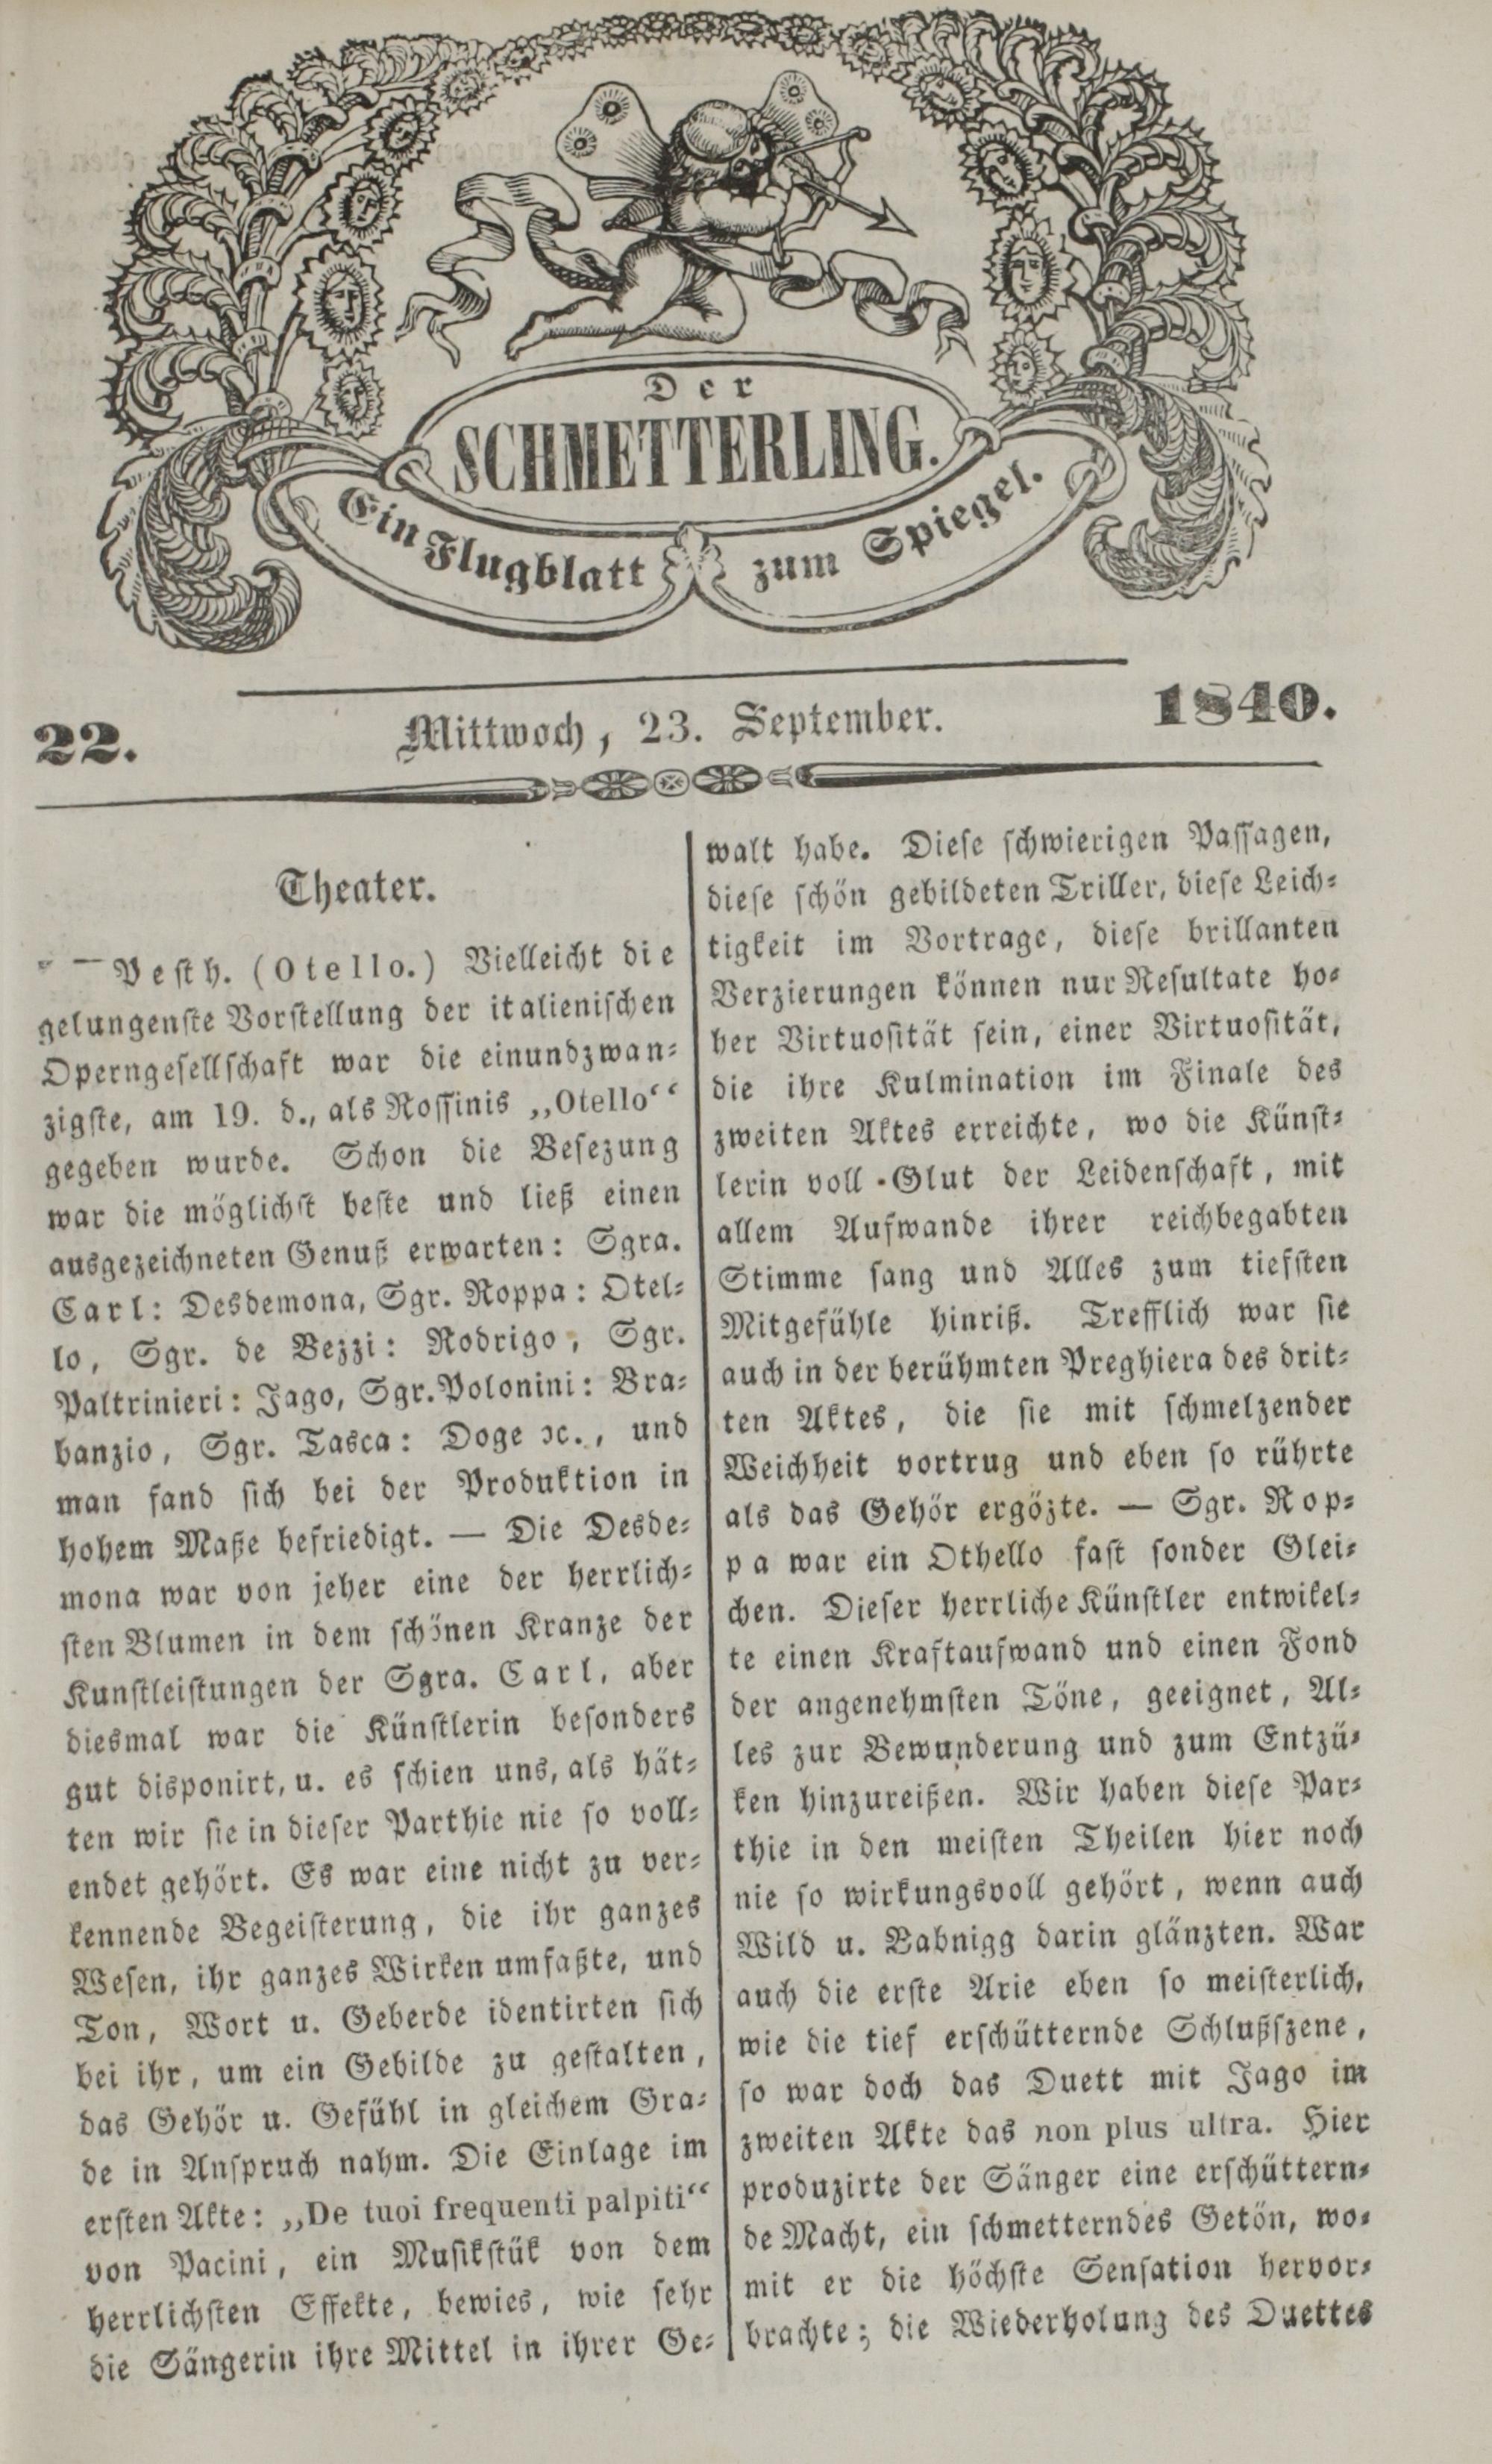 Der
SCHMETTERLING.
Ein Flugblatt zum Spiegel.
22.
Mittwoch, 23. September.
1840.
Theater.
— Pesth. (Otello.) Vielleicht die
gelungenste Vorstellung der italienischen
Operngesellschaft war die einundzwan-
zigste, am 19. d., als Rossinis „Otello“
gegeben wurde. Schon die Besezung
war die möglichst beste und ließ einen
ausgezeichneten Genuß erwarten: Sgra.
Carl: Desdemona, Sgr. Roppa: Otel-
lo, Sgr. de Bezzi: Rodrigo, Sgr.
Paltrinieri: Jago, Sgr. Polonini: Bra-
banzio, Sgr. Tasca: Doge ꝛc., und
man fand sich bei der Produktion in
hohem Maße befriedigt. — Die Desde-
mona war von jeher eine der herrlich-
sten Blumen in dem schönen Kranze der
Kunstleistungen der Sgra. Carl, aber
diesmal war die Künstlerin besonders
gut disponirt, u. es schien uns, als hät-
ten wir sie in dieser Parthie nie so voll-
endet gehört. Es war eine nicht zu ver-
kennende Begeisterung, die ihr ganzes
Wesen, ihr ganzes Wirken umfaßte, und
Ton, Wort u. Geberde identirten sich
bei ihr, um ein Gebilde zu gestalten,
das Gehör u. Gefühl in gleichem Gra-
de in Anspruch nahm. Die Einlage im
ersten Akte: „De tuoi frequenti palpiti“
von Pacini, ein Musikstük von dem
herrlichsten Effekte, bewies, wie sehr
die Sängerin ihre Mittel in ihrer Ge-
walt habe. Diese schwierigen Passagen,
diese schön gebildeten Triller, diese Leich-
tigkeit im Vortrage, diese brillanten
Verzierungen können nur Resultate ho-
her Virtuosität sein, einer Virtuosität,
die ihre Kulmination im Finale des
zweiten Aktes erreichte, wo die Künst-
lerin voll Glut der Leidenschaft, mit
allem Aufwande ihrer reichbegabten
Stimme sang und Alles zum tiefsten
Mitgefühle hinriß. Trefflich war sie
auch in der berühmten Preghiera des drit-
ten Aktes, die sie mit schmelzender
Weichheit vortrug und eben so rührte
als das Gehör ergözte. — Sgr. Rop-
pa war ein Othello fast sonder Glei-
chen. Dieser herrliche Künstler entwikel-
te einen Kraftaufwand und einen Fond
der angenehmsten Töne, geeignet, Al-
les zur Bewunderung und zum Entzü-
ken hinzureißen. Wir haben diese Par-
thie in den meisten Theilen hier noch
nie so wirkungsvoll gehört, wenn auch
Wild u. Babnigg darin glänzten. War
auch die erste Arie eben so meisterlich,
wie die tief erschütternde Schlußszene,
so war doch das Duett mit Jago im
zweiten Akte das non plus ultra. Hier
produzirte der Sänger eine erschüttern-
de Macht, ein schmetterndes Getön, wo-
mit er die höchste Sensation hervor-
brachte; die Wiederholung des Duettes